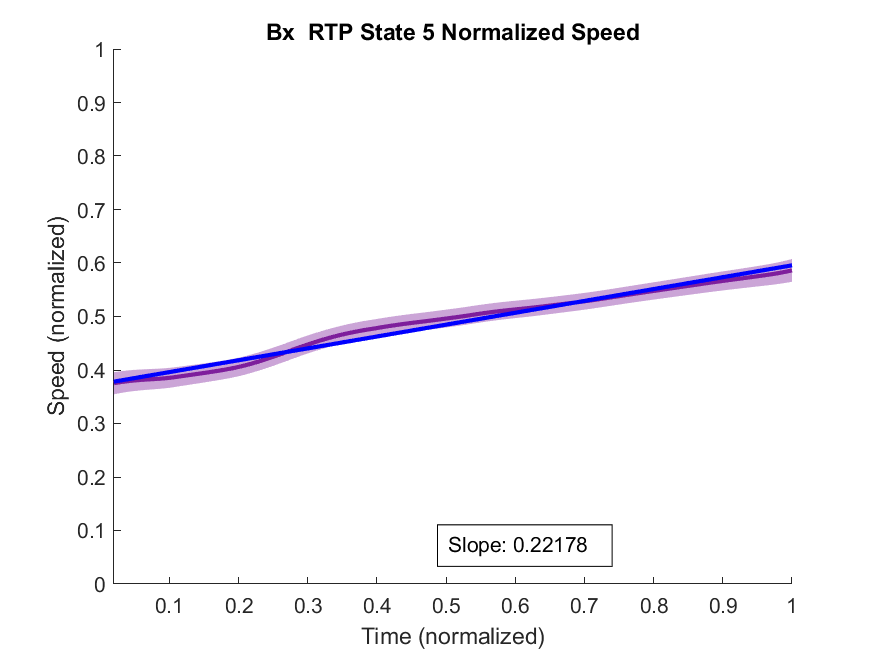 Bx  RTP State 5 Normalized Speed
1
0.9
0.8
0.7
0.6
0.5
0.4
0.3
0.2
0.1
0
Speed (normalized)
Slope: 0.22178
0.1 0.2 0.3 0.4 0.5 0.6 0.7 0.8 0.9 1
Time (normalized)